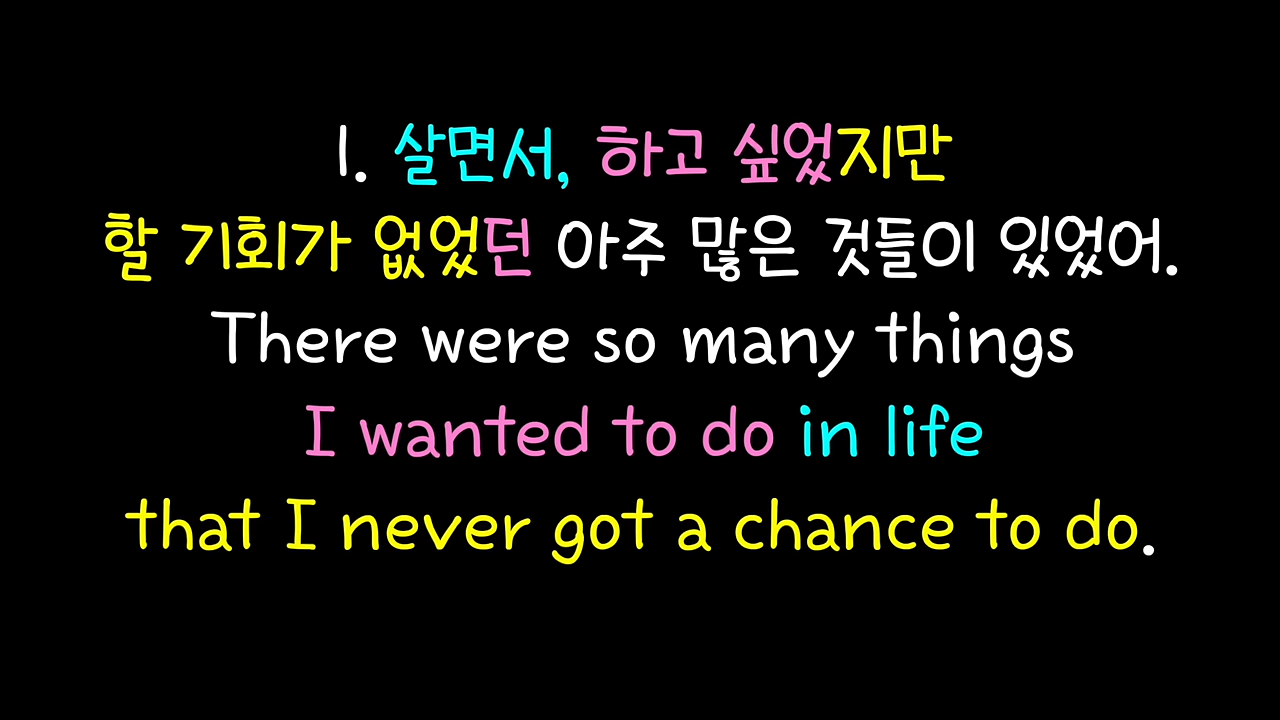 1. 살면서, 하고 싶었지만
할 기회가 없었던 아주 많은 것들이 있었어.
There were so many things
I wanted to do in life
that I never got a chance to do.